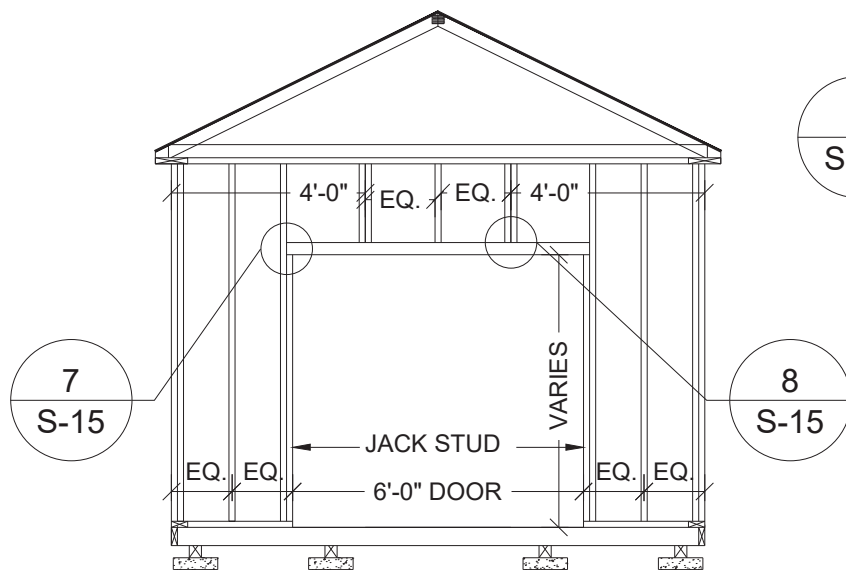 S
4'-0"
EQ.
EQ.
4'-0"
7
S-15
VARIES
8
S-15
JACK STUD
EQ.
EQ.
6'-0" DOOR
EQ.
EQ.